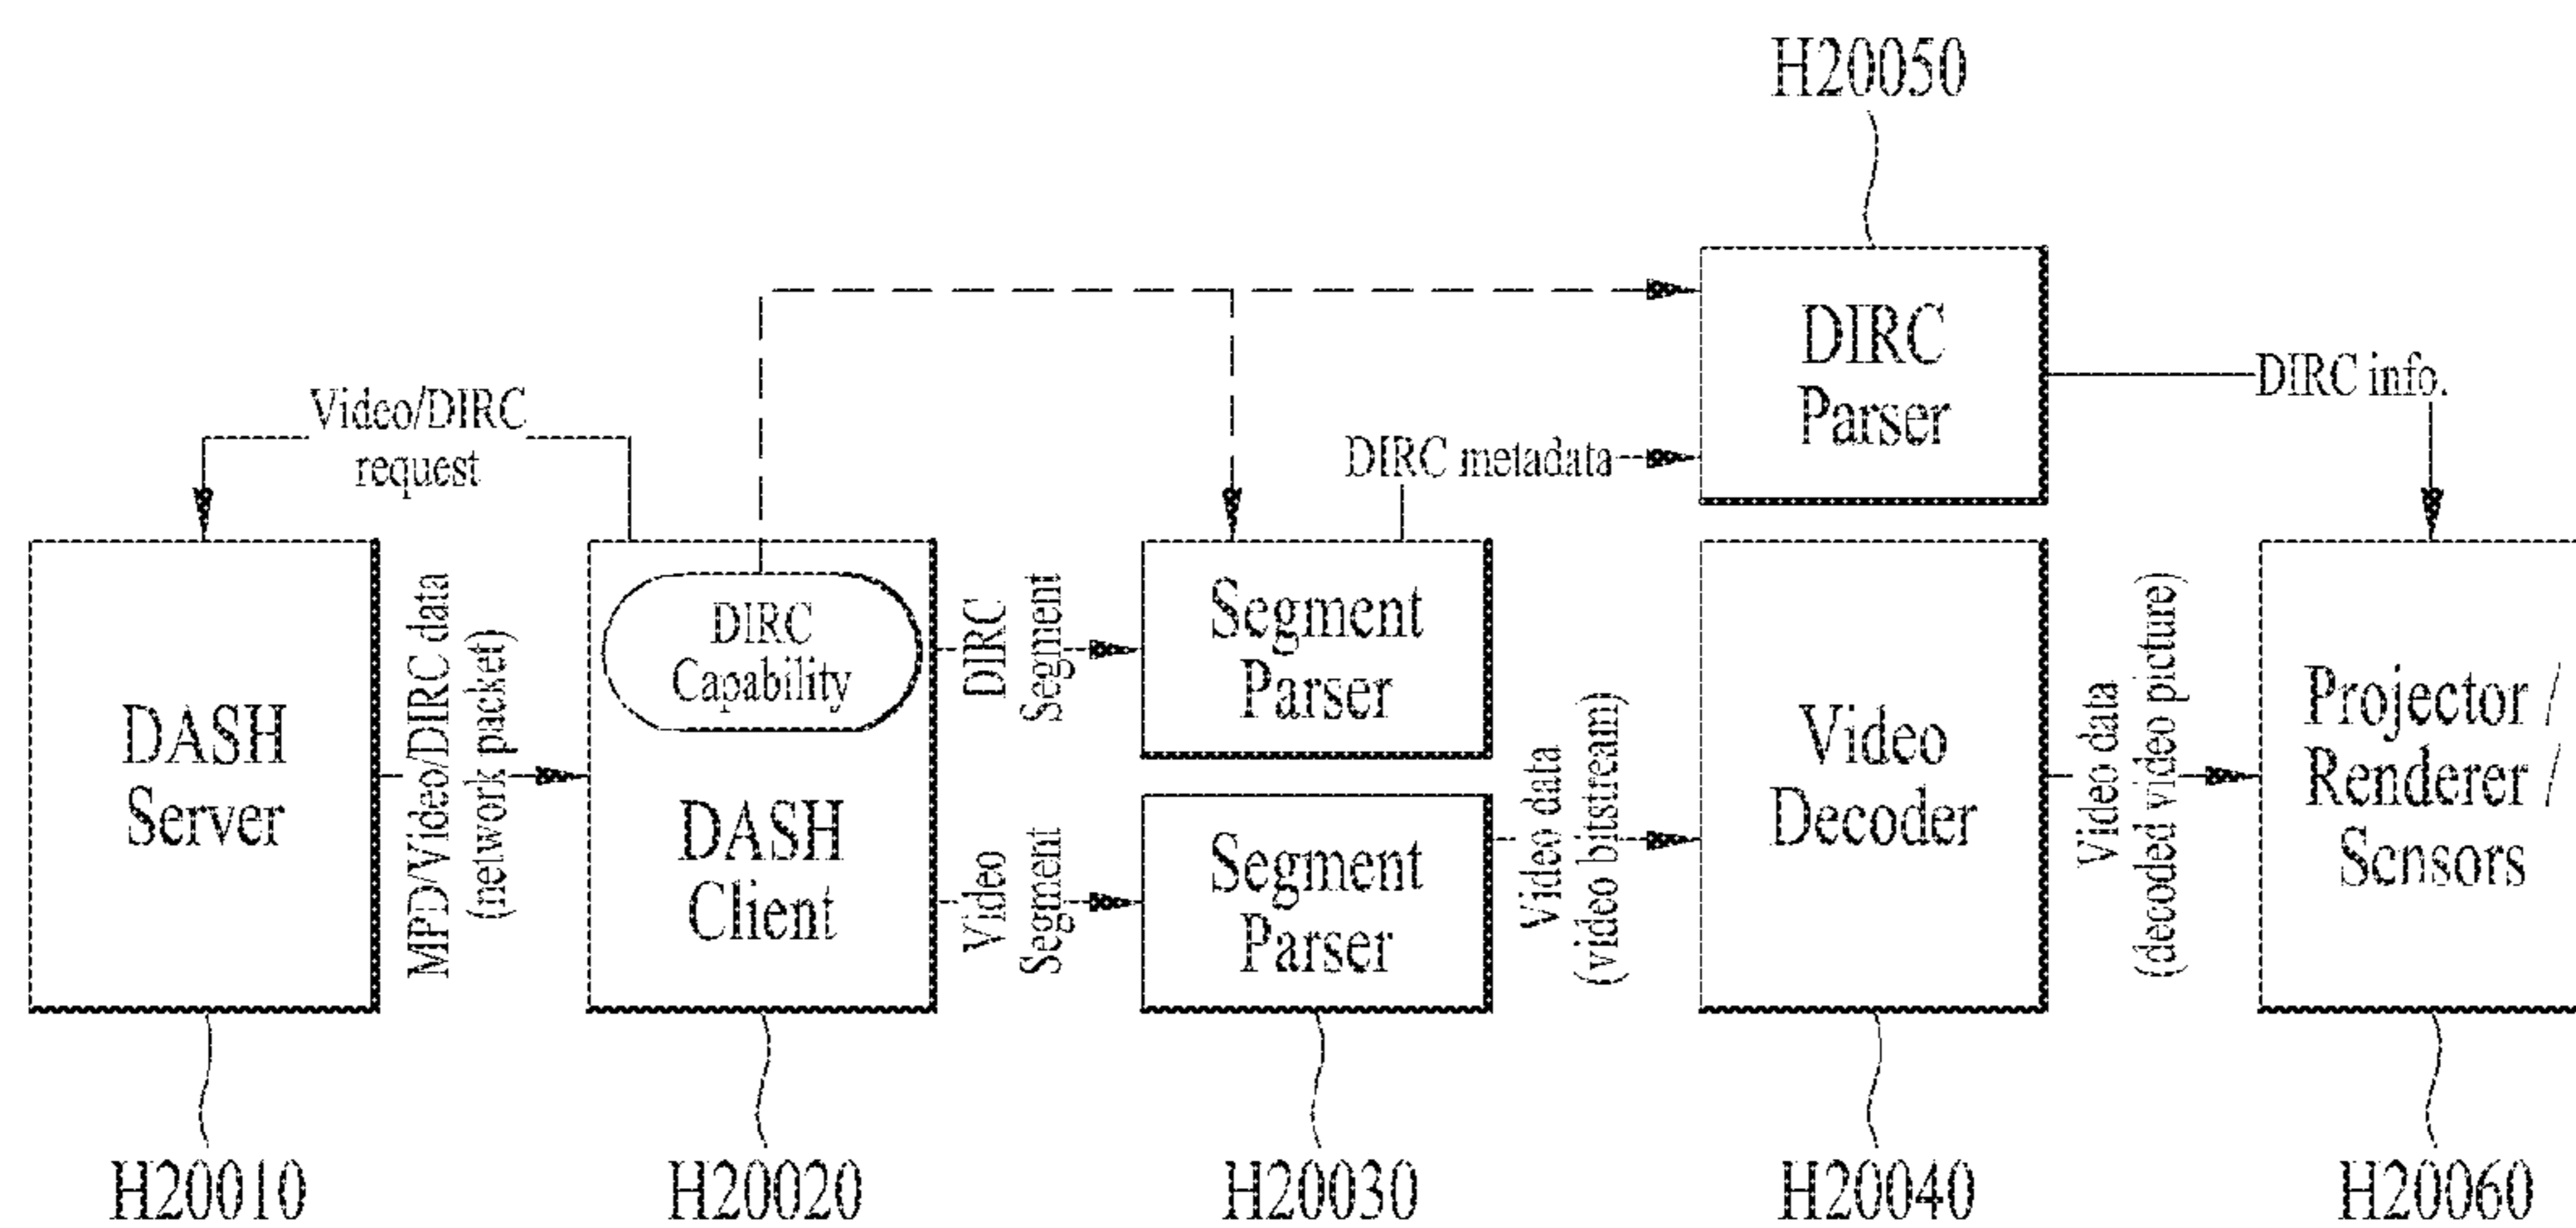 H20050
DIRC
Parser
DIRC info.
Video/DIRC
request
DIRC metadata
DASH
Server
MPD/Video/DIRC data
(network packet)
DIRC
Capability
DASH
Client
DIRC
Segment
Video
Segment
Segment
Parser
Segment
Parser
Video data
(video bitstream)
Video
Decoder
Video data
(decoded video picture)
Projector /
Renderer /
Sensors
H20010
H20020
H20030
H20040
H20060